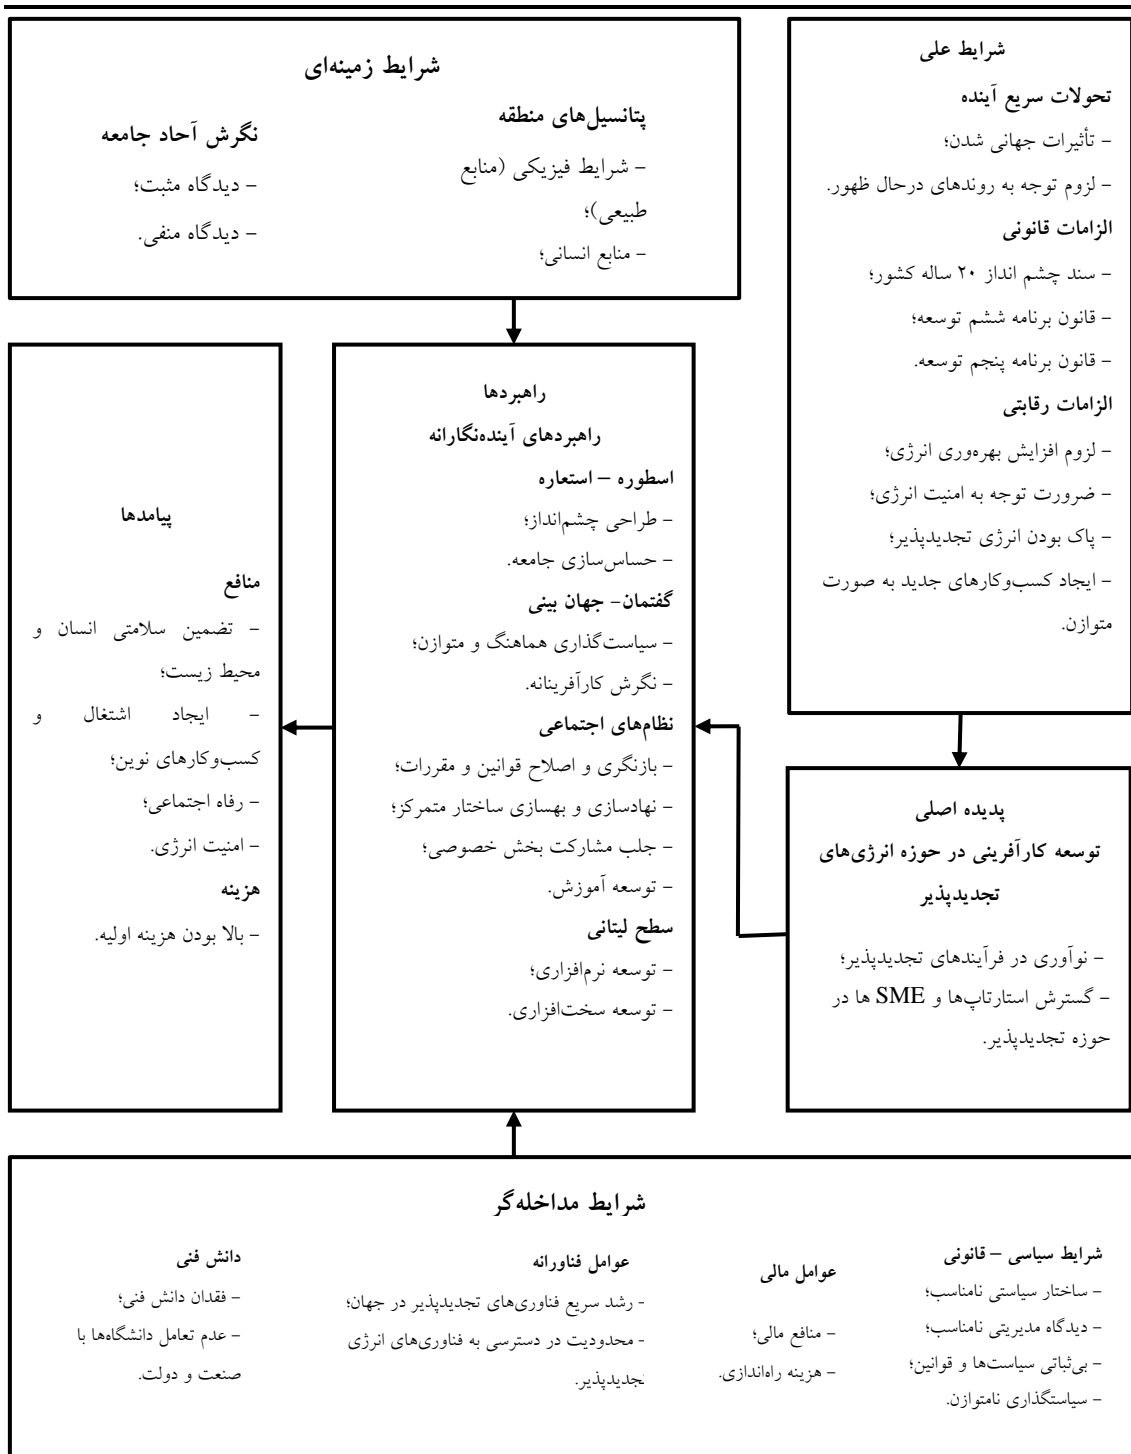 شرایط علی
تحولات سریع آینده
– تأثیرات جهانی شدن؛
– لزوم توجه به روندهای درحال ظهور.
الزامات قانونی
– سند چشم انداز ۲۰ ساله کشور؛
– قانون برنامه ششم توسعه؛
– قانون برنامه پنجم توسعه.
الزامات رقابتی
– لزوم افزایش بهره‌وری انرژی؛
– ضرورت توجه به امنیت انرژی؛
– پاک بودن انرژی تجدیدپذیر؛
– ایجاد کسب‌وکارهای جدید به صورت
متوازن.
شرایط زمینه‌ای
پتانسیل‌های منطقه
– شرایط فیزیکی (منابع
طبیعی)؛
– منابع انسانی؛
نگرش آحاد جامعه
– دیدگاه مثبت؛
– دیدگاه منفی.
پدیده اصلی
توسعه کارآفرینی در حوزه انرژی‌های
تجدیدپذیر
– نوآوری در فرآیندهای تجدیدپذیر؛
– گسترش استارتاپ‌ها و SME ها در
حوزه تجدیدپذیر.
راهبردها
راهبردهای آینده‌نگارانه
اسطوره – استعاره
– طراحی چشم‌انداز؛
– حساس‌سازی جامعه.
گفتمان- جهان بینی
– سیاست‌گذاری هماهنگ و متوازن؛
– نگرش کارآفرینانه.
نظام‌های اجتماعی
– بازنگری و اصلاح قوانین و مقررات؛
– نهادسازی و بهسازی ساختار متمرکز؛
– جلب مشارکت بخش خصوصی؛
– توسعه آموزش.
سطح لیتانی
– توسعه نرم‌افزاری؛
– توسعه سخت‌افزاری.
پیامدها
منافع
– تضمین سلامتی انسان و
محیط زیست؛
– ایجاد اشتغال و
کسب‌وکارهای نوین؛
– رفاه اجتماعی؛
– امنیت انرژی.
هزینه
– بالا بودن هزینه اولیه.
شرایط مداخله‌گر
شرایط سیاسی – قانونی
– ساختار سیاستی نامناسب؛
– دیدگاه مدیریتی نامناسب؛
– بی‌ثباتی سیاست‌ها و قوانین؛
– سیاستگذاری نامتوازن.
عوامل مالی
– منافع مالی؛
– هزینه راه‌اندازی.
عوامل فناورانه
- رشد سریع فناوری‌های تجدیدپذیر در جهان؛
- محدودیت در دسترسی به فناوری‌های انرژی
تجدیدپذیر.
دانش فنی
– فقدان دانش فنی؛
– عدم تعامل دانشگاه‌ها با
صنعت و دولت.